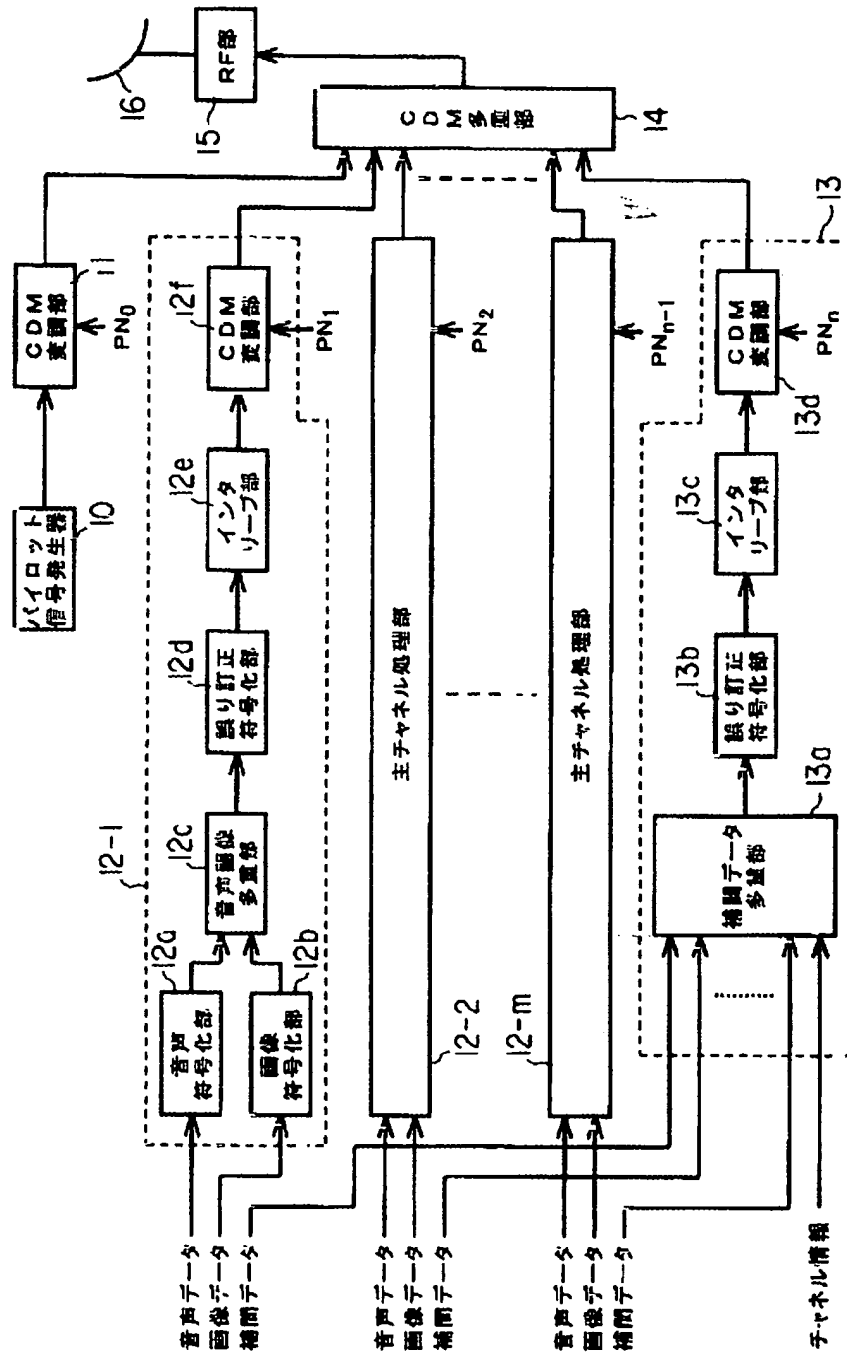 パイロット
信号発生器
10
CDM
変調部
11
PN0
16
RF部
15
CDM多重部
14
12-1
音声データ
画像データ
補間データ
音声
符号化部
12a
画像
符号化部
12b
音声画像
多重部
12c
誤り訂正
符号化部
12d
インタ
リーブ部
12e
CDM
変調部
12f
PN1
音声データ
画像データ
補間データ
主チャネル処理部
12-2
PN2
音声データ
画像データ
補間データ
主チャネル処理部
12-m
PNn-1
チャネル情報
補間データ
多重部
13a
誤り訂正
符号化部
13b
インタ
リーブ部
13c
CDM
変調部
13d
PNn
13